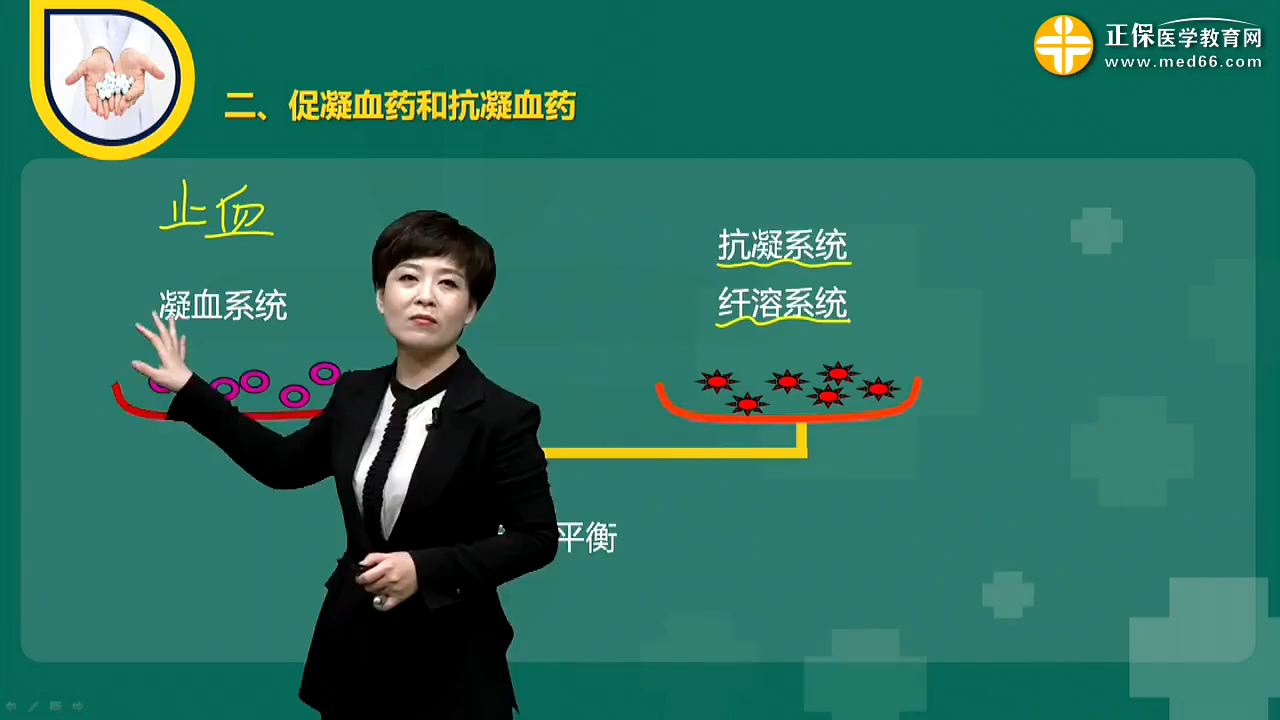 正保医学教育网
www.med66.com
二、促凝血药和抗凝血药
止血
抗凝系统
凝血系统
纤溶系统
平衡